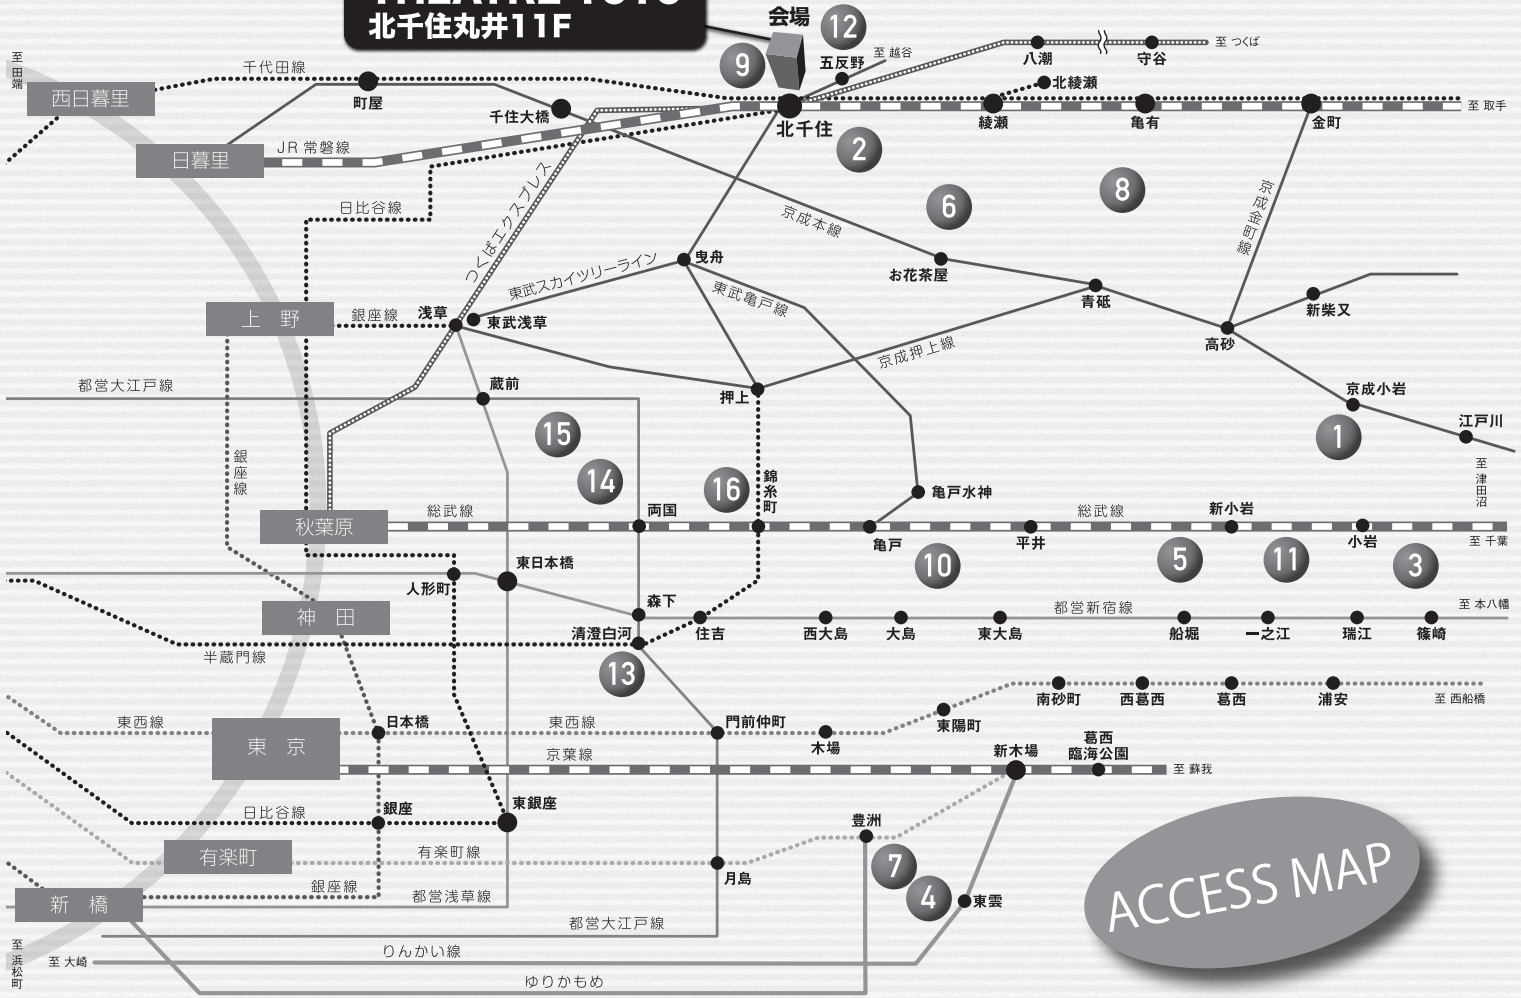 北千住丸井11F
会場
12
9
五反野
至 越谷
八潮
守谷
至 つくば
至 田端
西日暮里
千代田線
町屋
千住大橋
北千住
北綾瀬
綾瀬
亀有
金町
至 取手
日暮里
JR 常磐線
2
6
8
京成金町線
日比谷線
つくばエクスプレス
京成本線
東武スカイツリーライン
曳舟
東武亀戸線
お花茶屋
青砥
新柴又
高砂
上 野
銀座線
浅草
東武浅草
京成押上線
都営大江戸線
蔵前
押上
京成小岩
1
江戸川
至 津田沼
15
14
16
銀座線
錦糸町
亀戸水神
秋葉原
総武線
両国
亀戸
平井
総武線
新小岩
小岩
至 千葉
10
5
11
3
東日本橋
人形町
神 田
森下
清澄白河
住吉
西大島
大島
東大島
都営新宿線
船堀
一之江
瑞江
篠崎
至 本八幡
半蔵門線
13
東西線
東 京
日本橋
東西線
京葉線
門前仲町
木場
東陽町
南砂町
西葛西
葛西
浦安
至 西船橋
新木場
葛西
臨海公園
至 蘇我
日比谷線
銀座
東銀座
豊洲
有楽町
有楽町線
月島
7
4
東雲
銀座線
都営浅草線
新 橋
都営大江戸線
至 浜松町
至 大崎
りんかい線
ゆりかもめ
ACCESS MAP